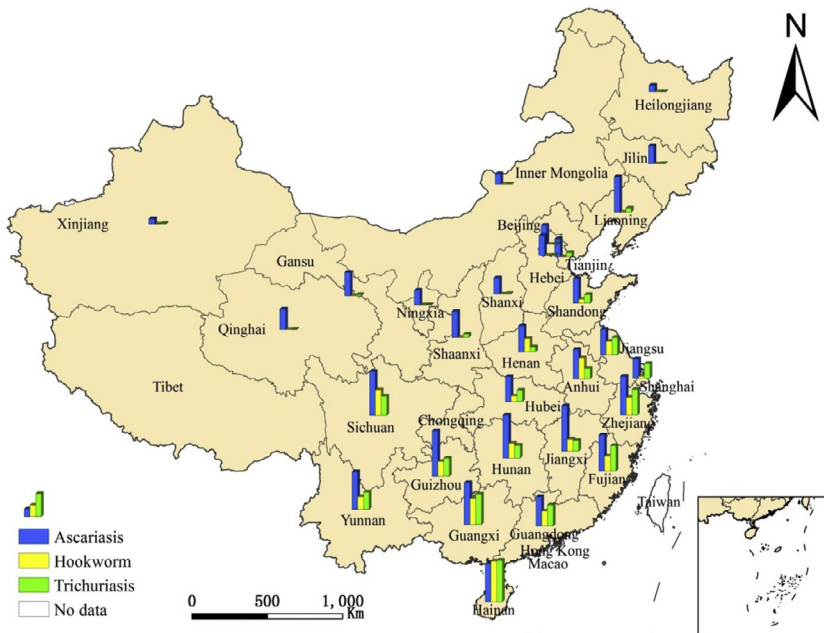 N
Heilongjiang
Jilin
Inner Mongolia
Liaoning
Xinjiang
Beijing
Gansu
Tianjin
Hebei
Shanxi
Shandong
Ningxia
Qinghai
Shaanxi
Henan
Jiangsu
Anhui
Shanghai
Tibet
Hubei
Zhejiang
Chongqing
Sichuan
Hunan
Jiangxi
Guizhou
Fujian
Taiwan
Yunnan
Guangxi
Guangdong
Hong Kong
Macao
Hainan
Ascariasis
Hookworm
Trichuriasis
No data
0 500 1,000
Km